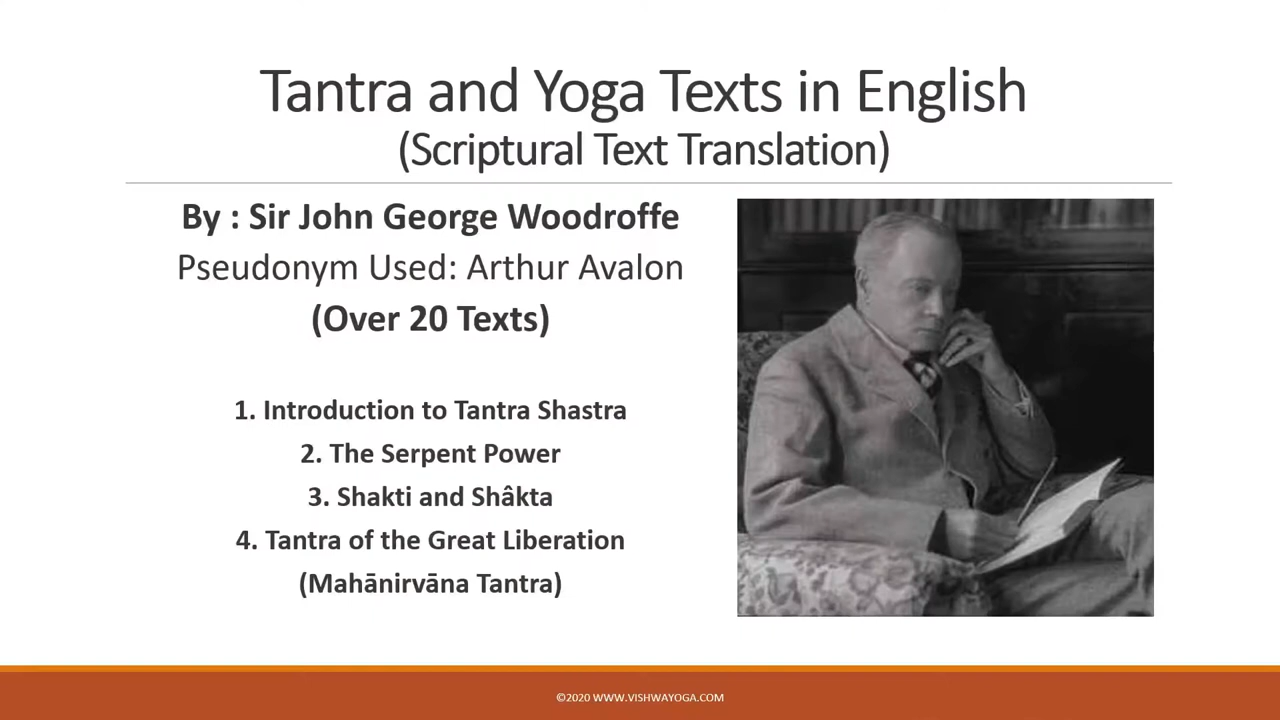 Tantra and Yoga Texts in English
(Scriptural Text Translation)
By : Sir John George Woodroffe
Pseudonym Used: Arthur Avalon
(Over 20 Texts)
1. Introduction to Tantra Shastra
2. The Serpent Power
3. Shakti and Shâkta
4. Tantra of the Great Liberation
(Mahānirvāna Tantra)
©2020 WWW.VISHWAYOGA.COM